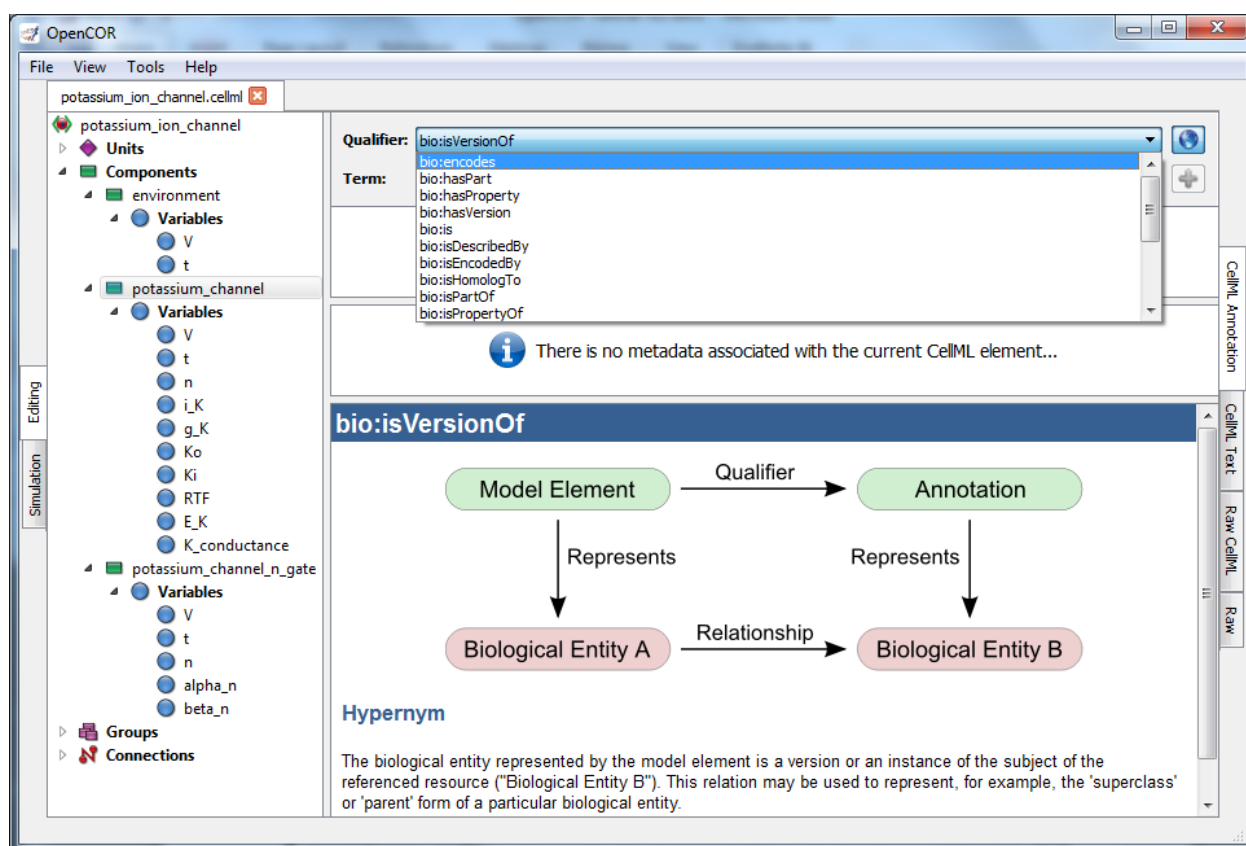 OpenCOR
File View Tools Help
potassium_ion_channel.cellml
potassium_ion_channel
Units
Components
environment
Variables
V
t
potassium_channel
Variables
V
t
n
i_K
g_K
Ko
Ki
RTF
E_K
K_conductance
potassium_channel_n_gate
Variables
V
t
n
alpha_n
beta_n
Groups
Connections
Editing
Simulation
Qualifier: bio:isVersionOf
Term:
bio:encodes
bio:hasPart
bio:hasProperty
bio:hasVersion
bio:is
bio:isDescribedBy
bio:isEncodedBy
bio:isHomologTo
bio:isPartOf
bio:isPropertyOf
There is no metadata associated with the current CellML element...
bio:isVersionOf
Model Element
Qualifier
Annotation
Represents
Represents
Biological Entity A
Relationship
Biological Entity B
Hypernym
The biological entity represented by the model element is a version or an instance of the subject of the
referenced resource ("Biological Entity B"). This relation may be used to represent, for example, the 'superclass'
or 'parent' form of a particular biological entity.
CellML Annotation
CellML Text
Raw CellML
Raw